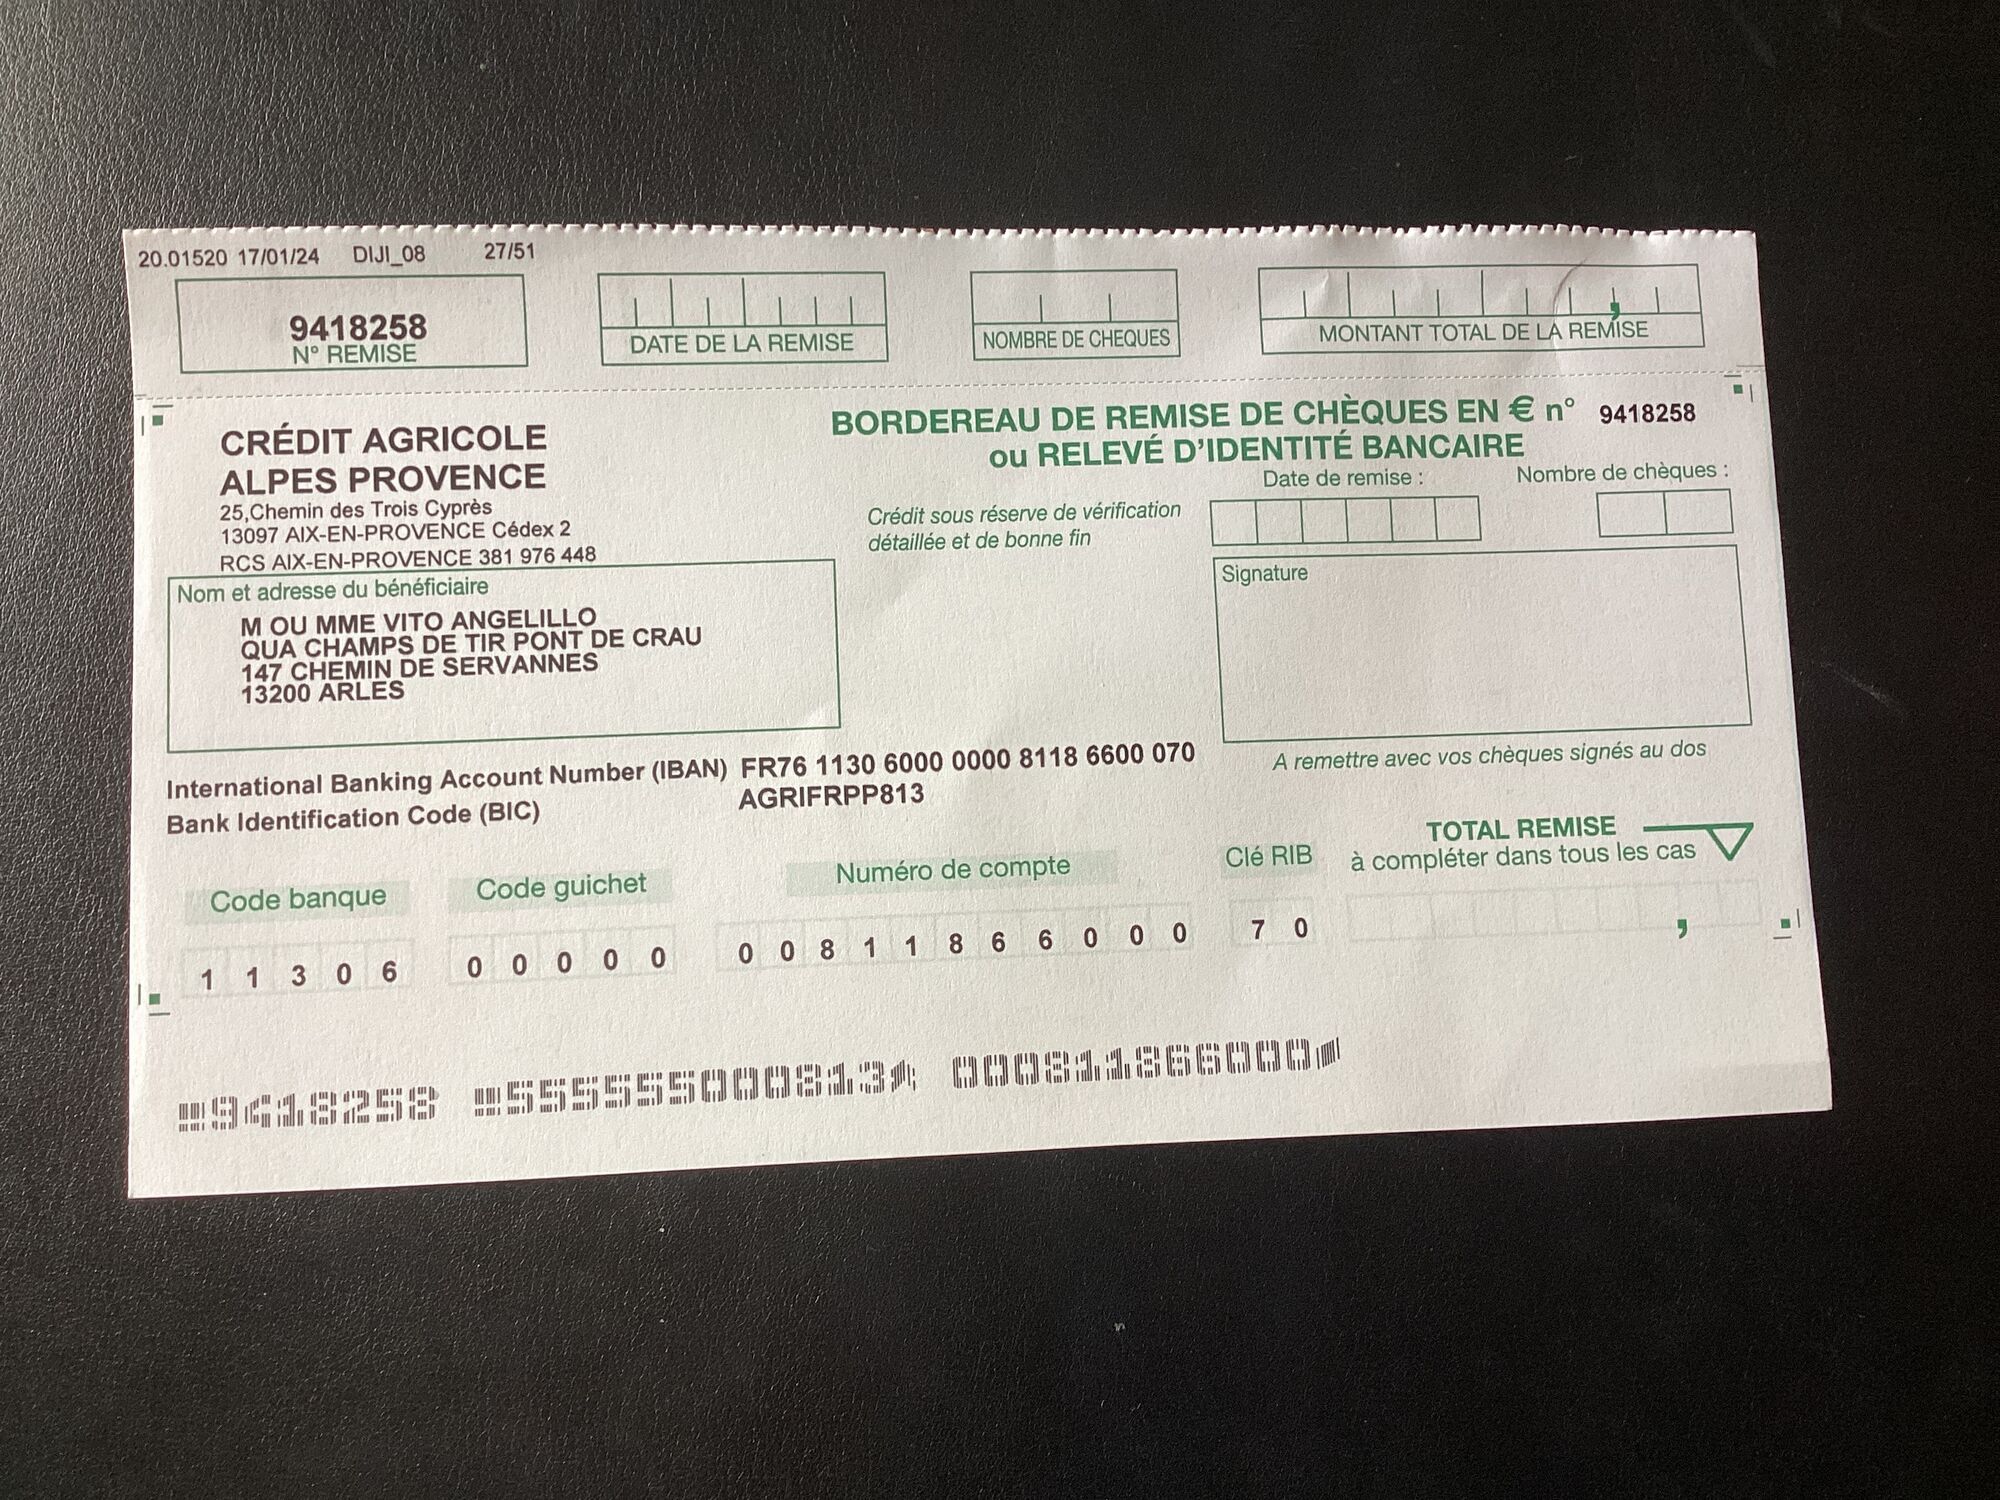 20.01520 17/01/24 DIJI_08 27/51
9418258
N° REMISE
DATE DE LA REMISE
NOMBRE DE CHEQUES
,
MONTANT TOTAL DE LA REMISE
CRÉDIT AGRICOLE
ALPES PROVENCE
25,Chemin des Trois Cyprès
13097 AIX-EN-PROVENCE Cédex 2
RCS AIX-EN-PROVENCE 381 976 448
BORDEREAU DE REMISE DE CHÈQUES EN € n° 9418258
ou RELEVÉ D'IDENTITÉ BANCAIRE
Date de remise :
Nombre de chèques :
Crédit sous réserve de vérification
détaillée et de bonne fin
Nom et adresse du bénéficiaire
M OU MME VITO ANGELILLO
QUA CHAMPS DE TIR PONT DE CRAU
147 CHEMIN DE SERVANNES
13200 ARLES
Signature
International Banking Account Number (IBAN) FR76 1130 6000 0000 8118 6600 070
Bank Identification Code (BIC) AGRIFRPP813
A remettre avec vos chèques signés au dos
TOTAL REMISE
à compléter dans tous les cas
Code banque Code guichet Numéro de compte Clé RIB
1 1 3 0 6 0 0 0 0 0 0 0 8 1 1 8 6 6 0 0 0 7 0 ,
9418258 555555000813 000811866000